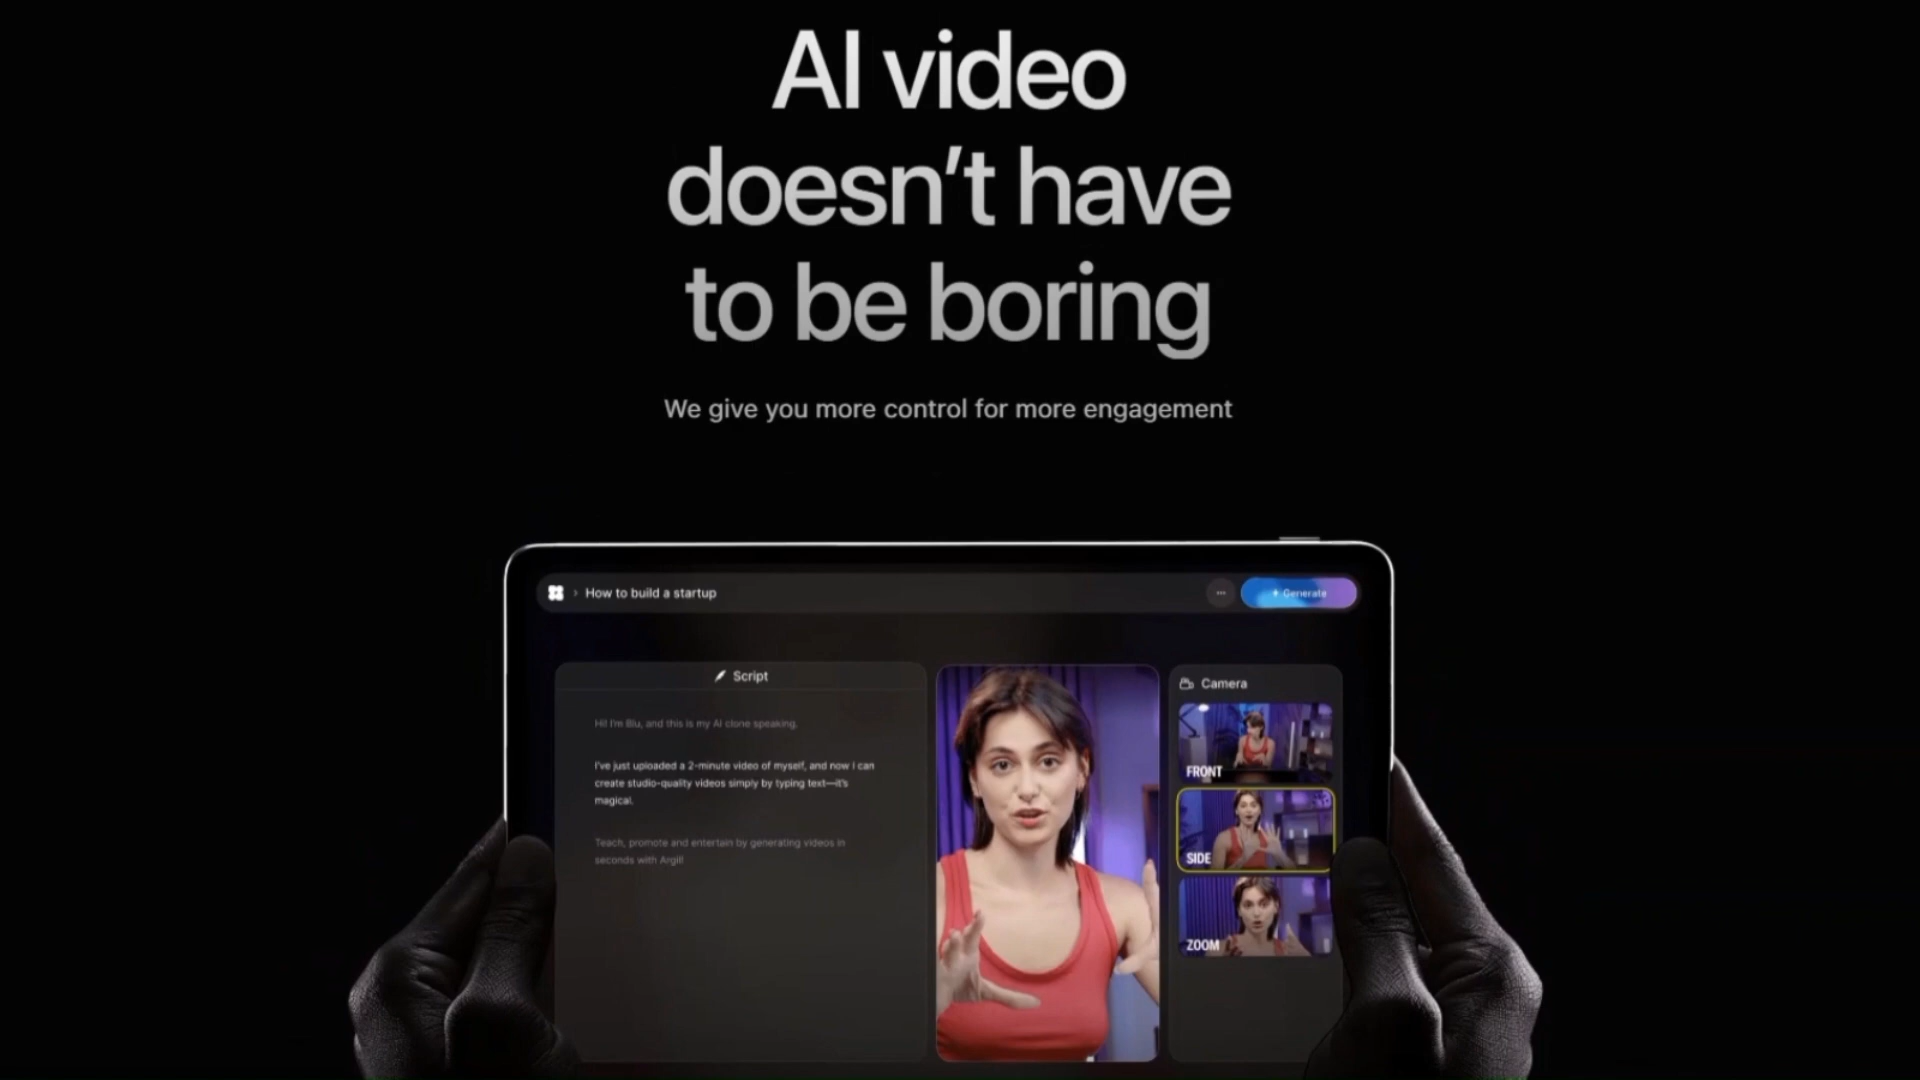 AI video
doesn’t have
to be boring
We give you more control for more engagement
How to build a startup
Generate
Script
Hi! I'm Blu, and this is my AI clone speaking.
I've just uploaded a 2-minute video of myself, and now I can
create studio-quality videos simply by typing text—it's
magical.
Teach, promote and entertain by generating videos in
seconds with Argil!
Camera
FRONT
SIDE
ZOOM